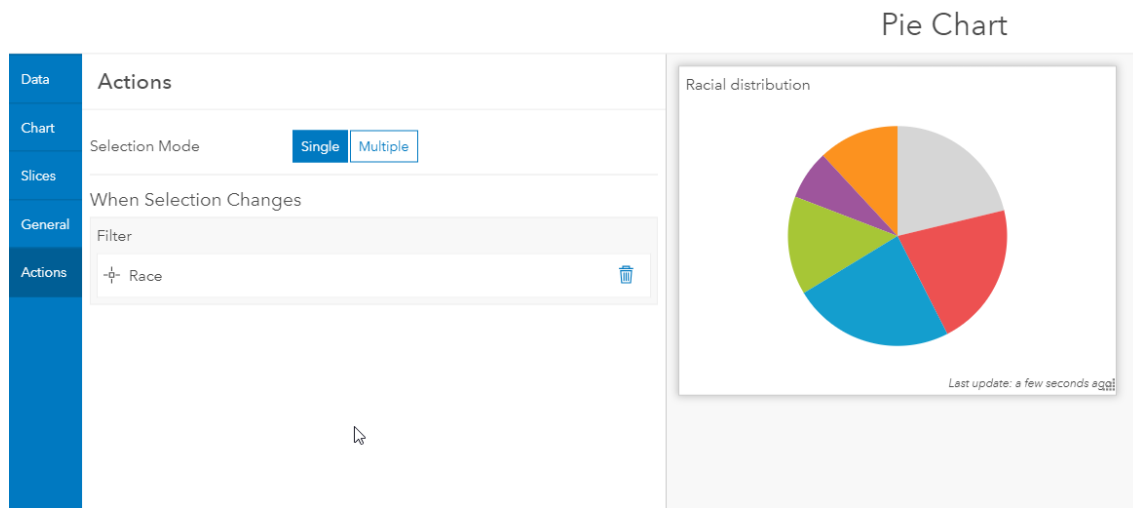 Pie Chart
Data
Chart
Slices
General
Actions
Actions
Selection Mode
Single Multiple
When Selection Changes
Filter
Race
Racial distribution
Last update: a few seconds ago